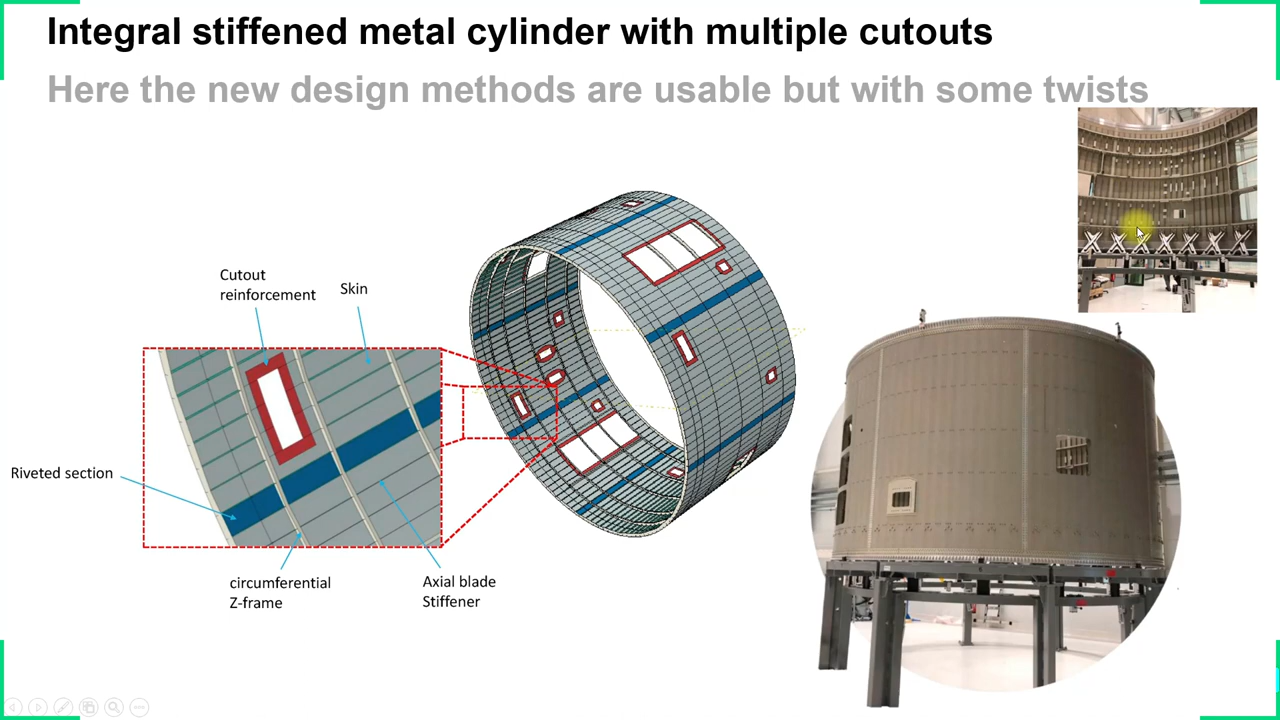 Integral stiffened metal cylinder with multiple cutouts
Here the new design methods are usable but with some twists
Cutout
reinforcement
Skin
Riveted section
circumferential
Z-frame
Axial blade
Stiffener